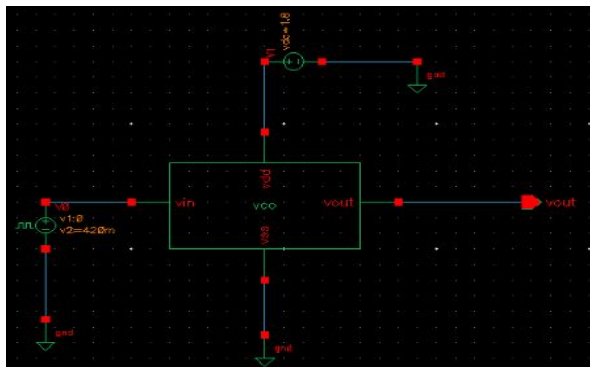 vdc=1.8
V1
gnd
vdd
V0
vin
vco
vout
vout
v1:0
v2=420m
vss
gnd
gnd